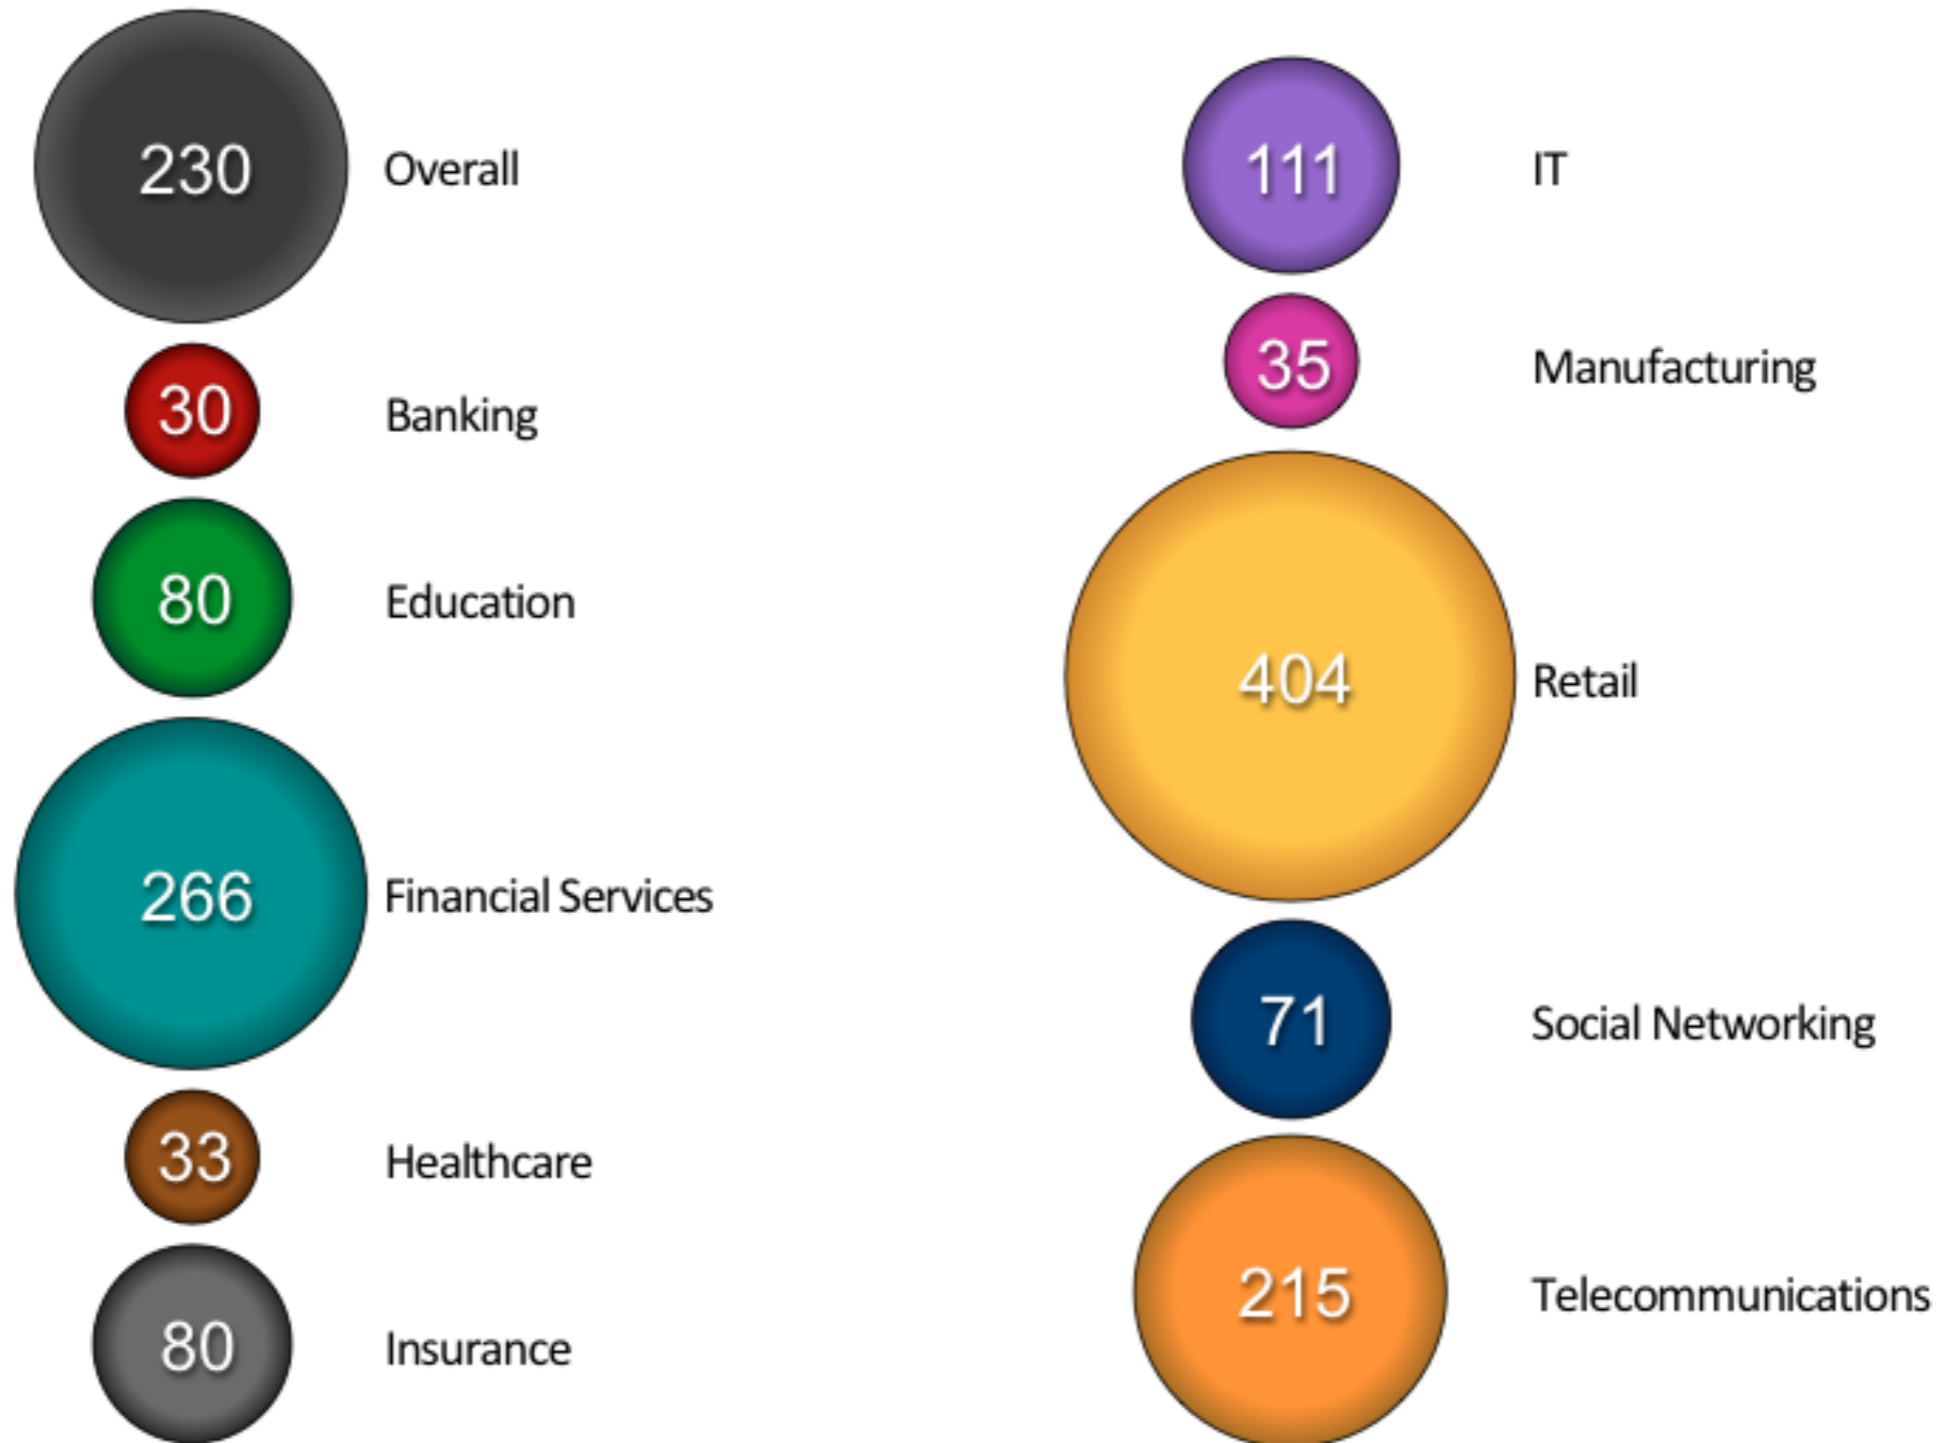 230 Overall
30 Banking
80 Education
266 Financial Services
33 Healthcare
80 Insurance
111 IT
35 Manufacturing
404 Retail
71 Social Networking
215 Telecommunications